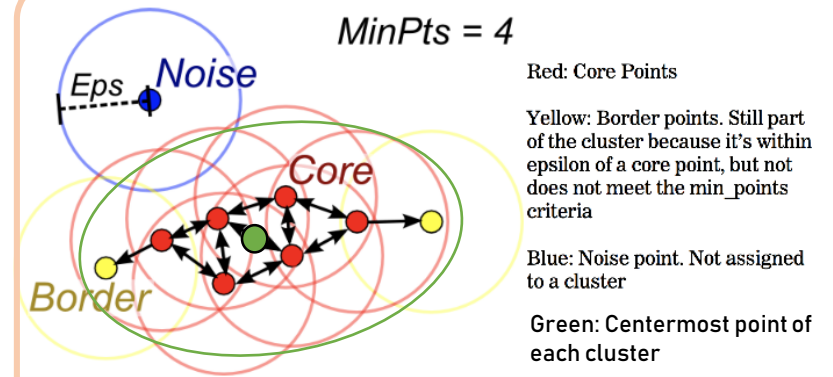 MinPts = 4
Eps
Noise
Core
Border
Red: Core Points
Yellow: Border points. Still part
of the cluster because it's within
epsilon of a core point, but not
does not meet the min_points
criteria
Blue: Noise point. Not assigned
to a cluster
Green: Centermost point of
each cluster